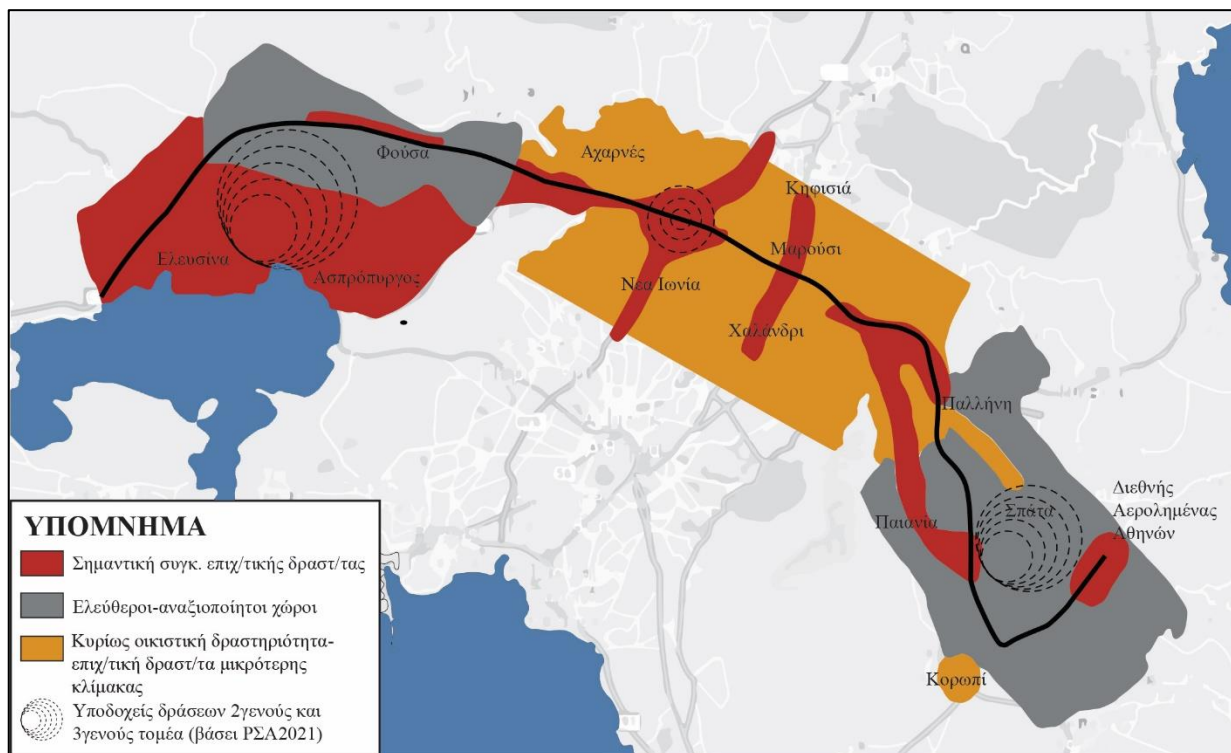 Αχαρνές
Φούσα
Κηφισιά
Μαρούσι
Ελευσίνα
Ασπρόπυργος
Νέα Ιωνία
Χαλάνδρι
Παλλήνη
Διεθνής
Αερολημένας
Αθηνών
Σπάτα
Παιανία
Κορωπί
ΥΠΟΜΝΗΜΑ
Σημαντική συγκ. επιχ/τικής δραστ/τας
Ελεύθεροι-αναξιοποίητοι χώροι
Κυρίως οικιστική δραστηριότητα-
επιχ/τική δραστ/τα μικρότερης
κλίμακας
Υποδοχείς δράσεων 2γενούς και
3γενούς τομέα (βάσει ΡΣΑ2021)